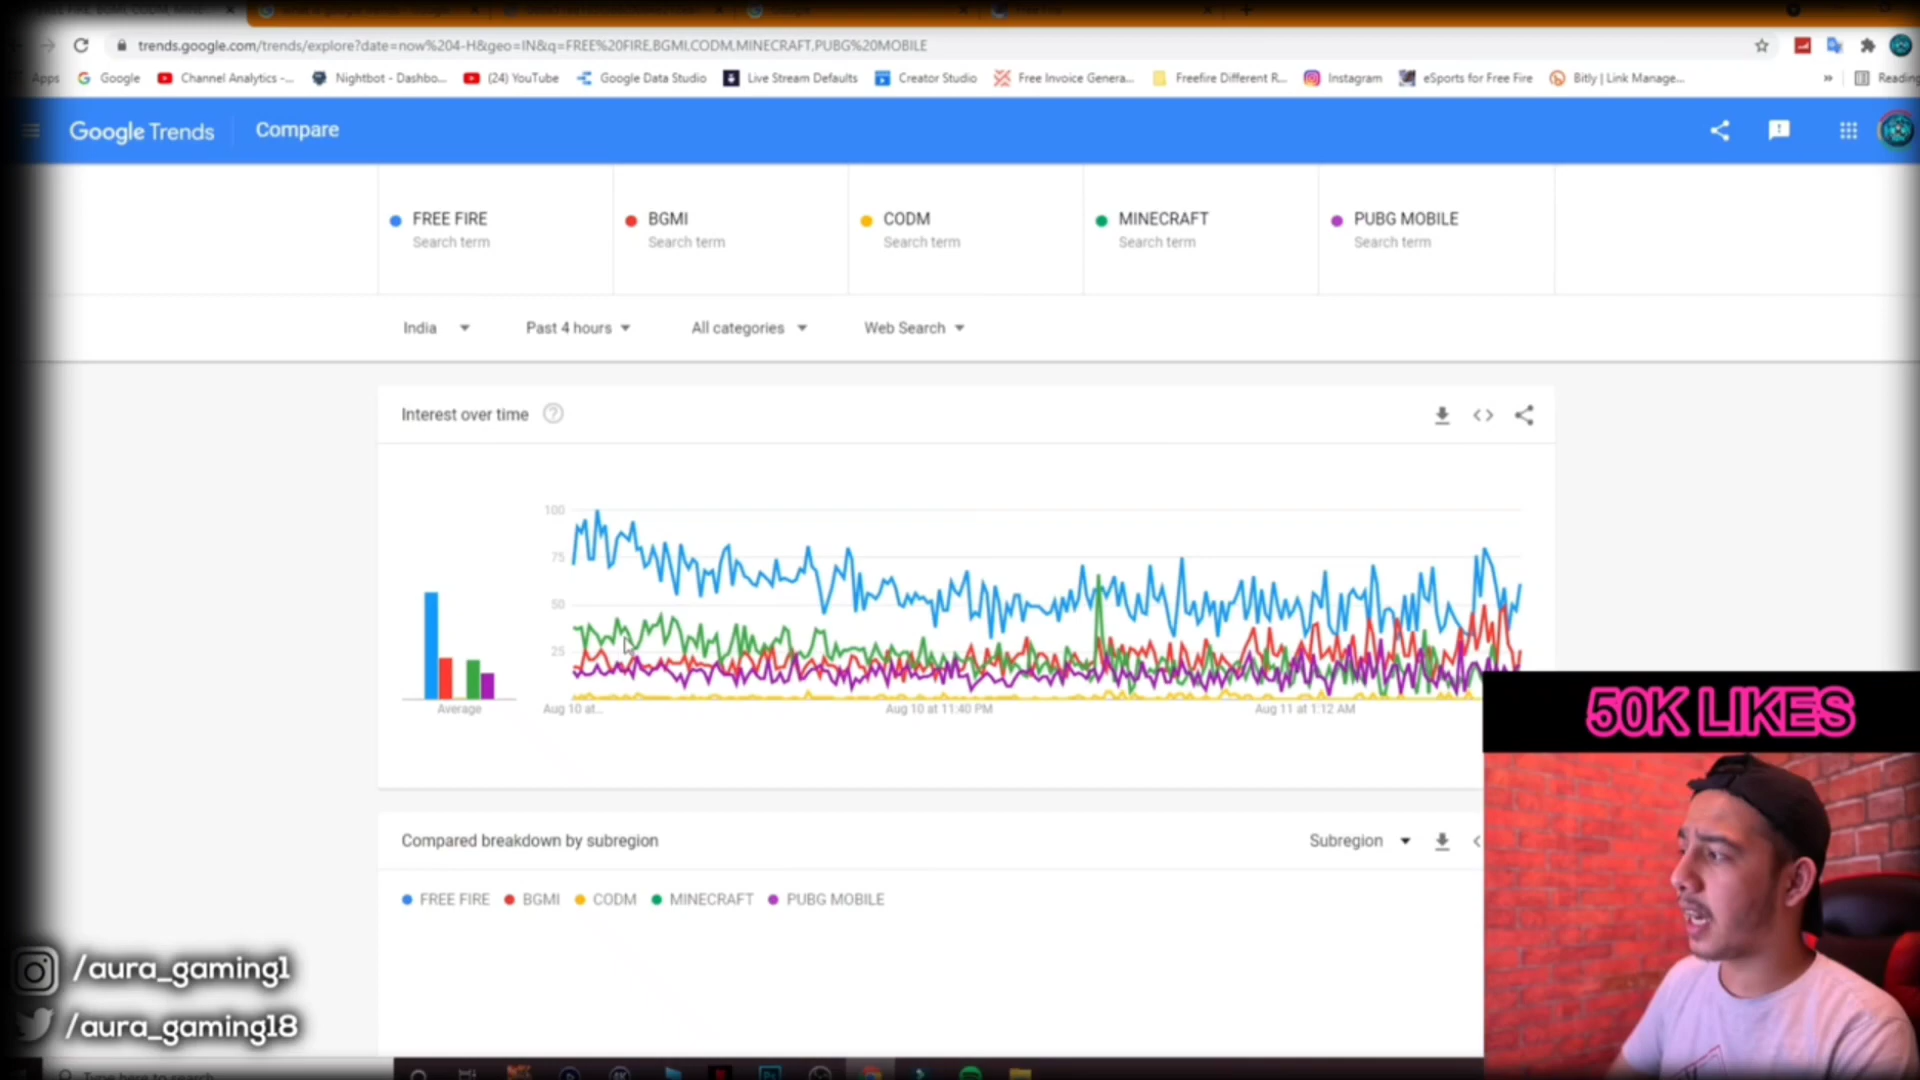 trends.google.com/trends/explore?date=now%204-H&geo=IN&q=FREE%20FIRE,BGMI,CODM,MINECRAFT,PUBG%20MOBILE
Apps Google Channel Analytics -... Nightbot - Dashbo... (24) YouTube Google Data Studio Live Stream Defaults Creator Studio Free Invoice Genera... Freefire Different R... Instagram eSports for Free Fire Bitly | Link Manage... » Reading
Google Trends Compare
FREE FIRE BGMI CODM MINECRAFT PUBG MOBILE
Search term Search term Search term Search term Search term
India Past 4 hours All categories Web Search
Interest over time
100
75
50
25
Average Aug 10 at... Aug 10 at 11:40 PM Aug 11 at 1:12 AM
50K LIKES
Compared breakdown by subregion Subregion
FREE FIRE BGMI CODM MINECRAFT PUBG MOBILE
/aura_gaming1
/aura_gaming18
Type here to search